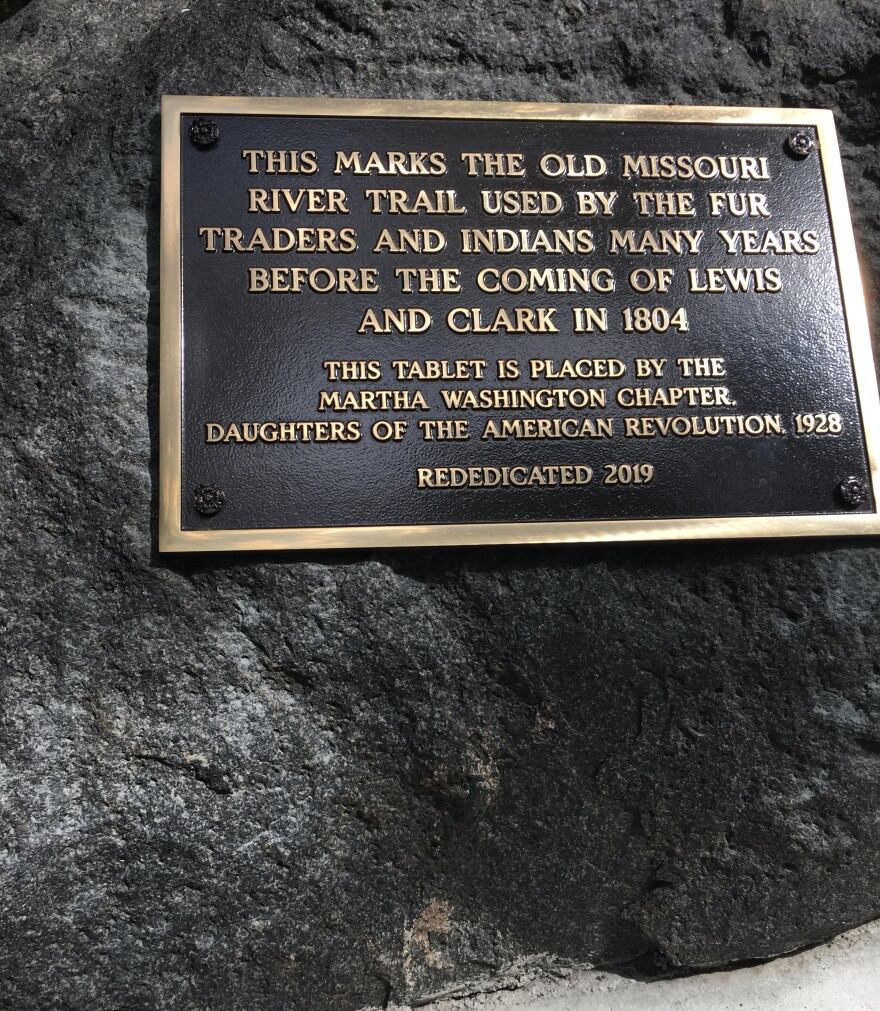 THIS MARKS THE OLD MISSOURI
RIVER TRAIL USED BY THE FUR
TRADERS AND INDIANS MANY YEARS
BEFORE THE COMING OF LEWIS
AND CLARK IN 1804
THIS TABLET IS PLACED BY THE
MARTHA WASHINGTON CHAPTER,
DAUGHTERS OF THE AMERICAN REVOLUTION, 1928
REDEDICATED 2019